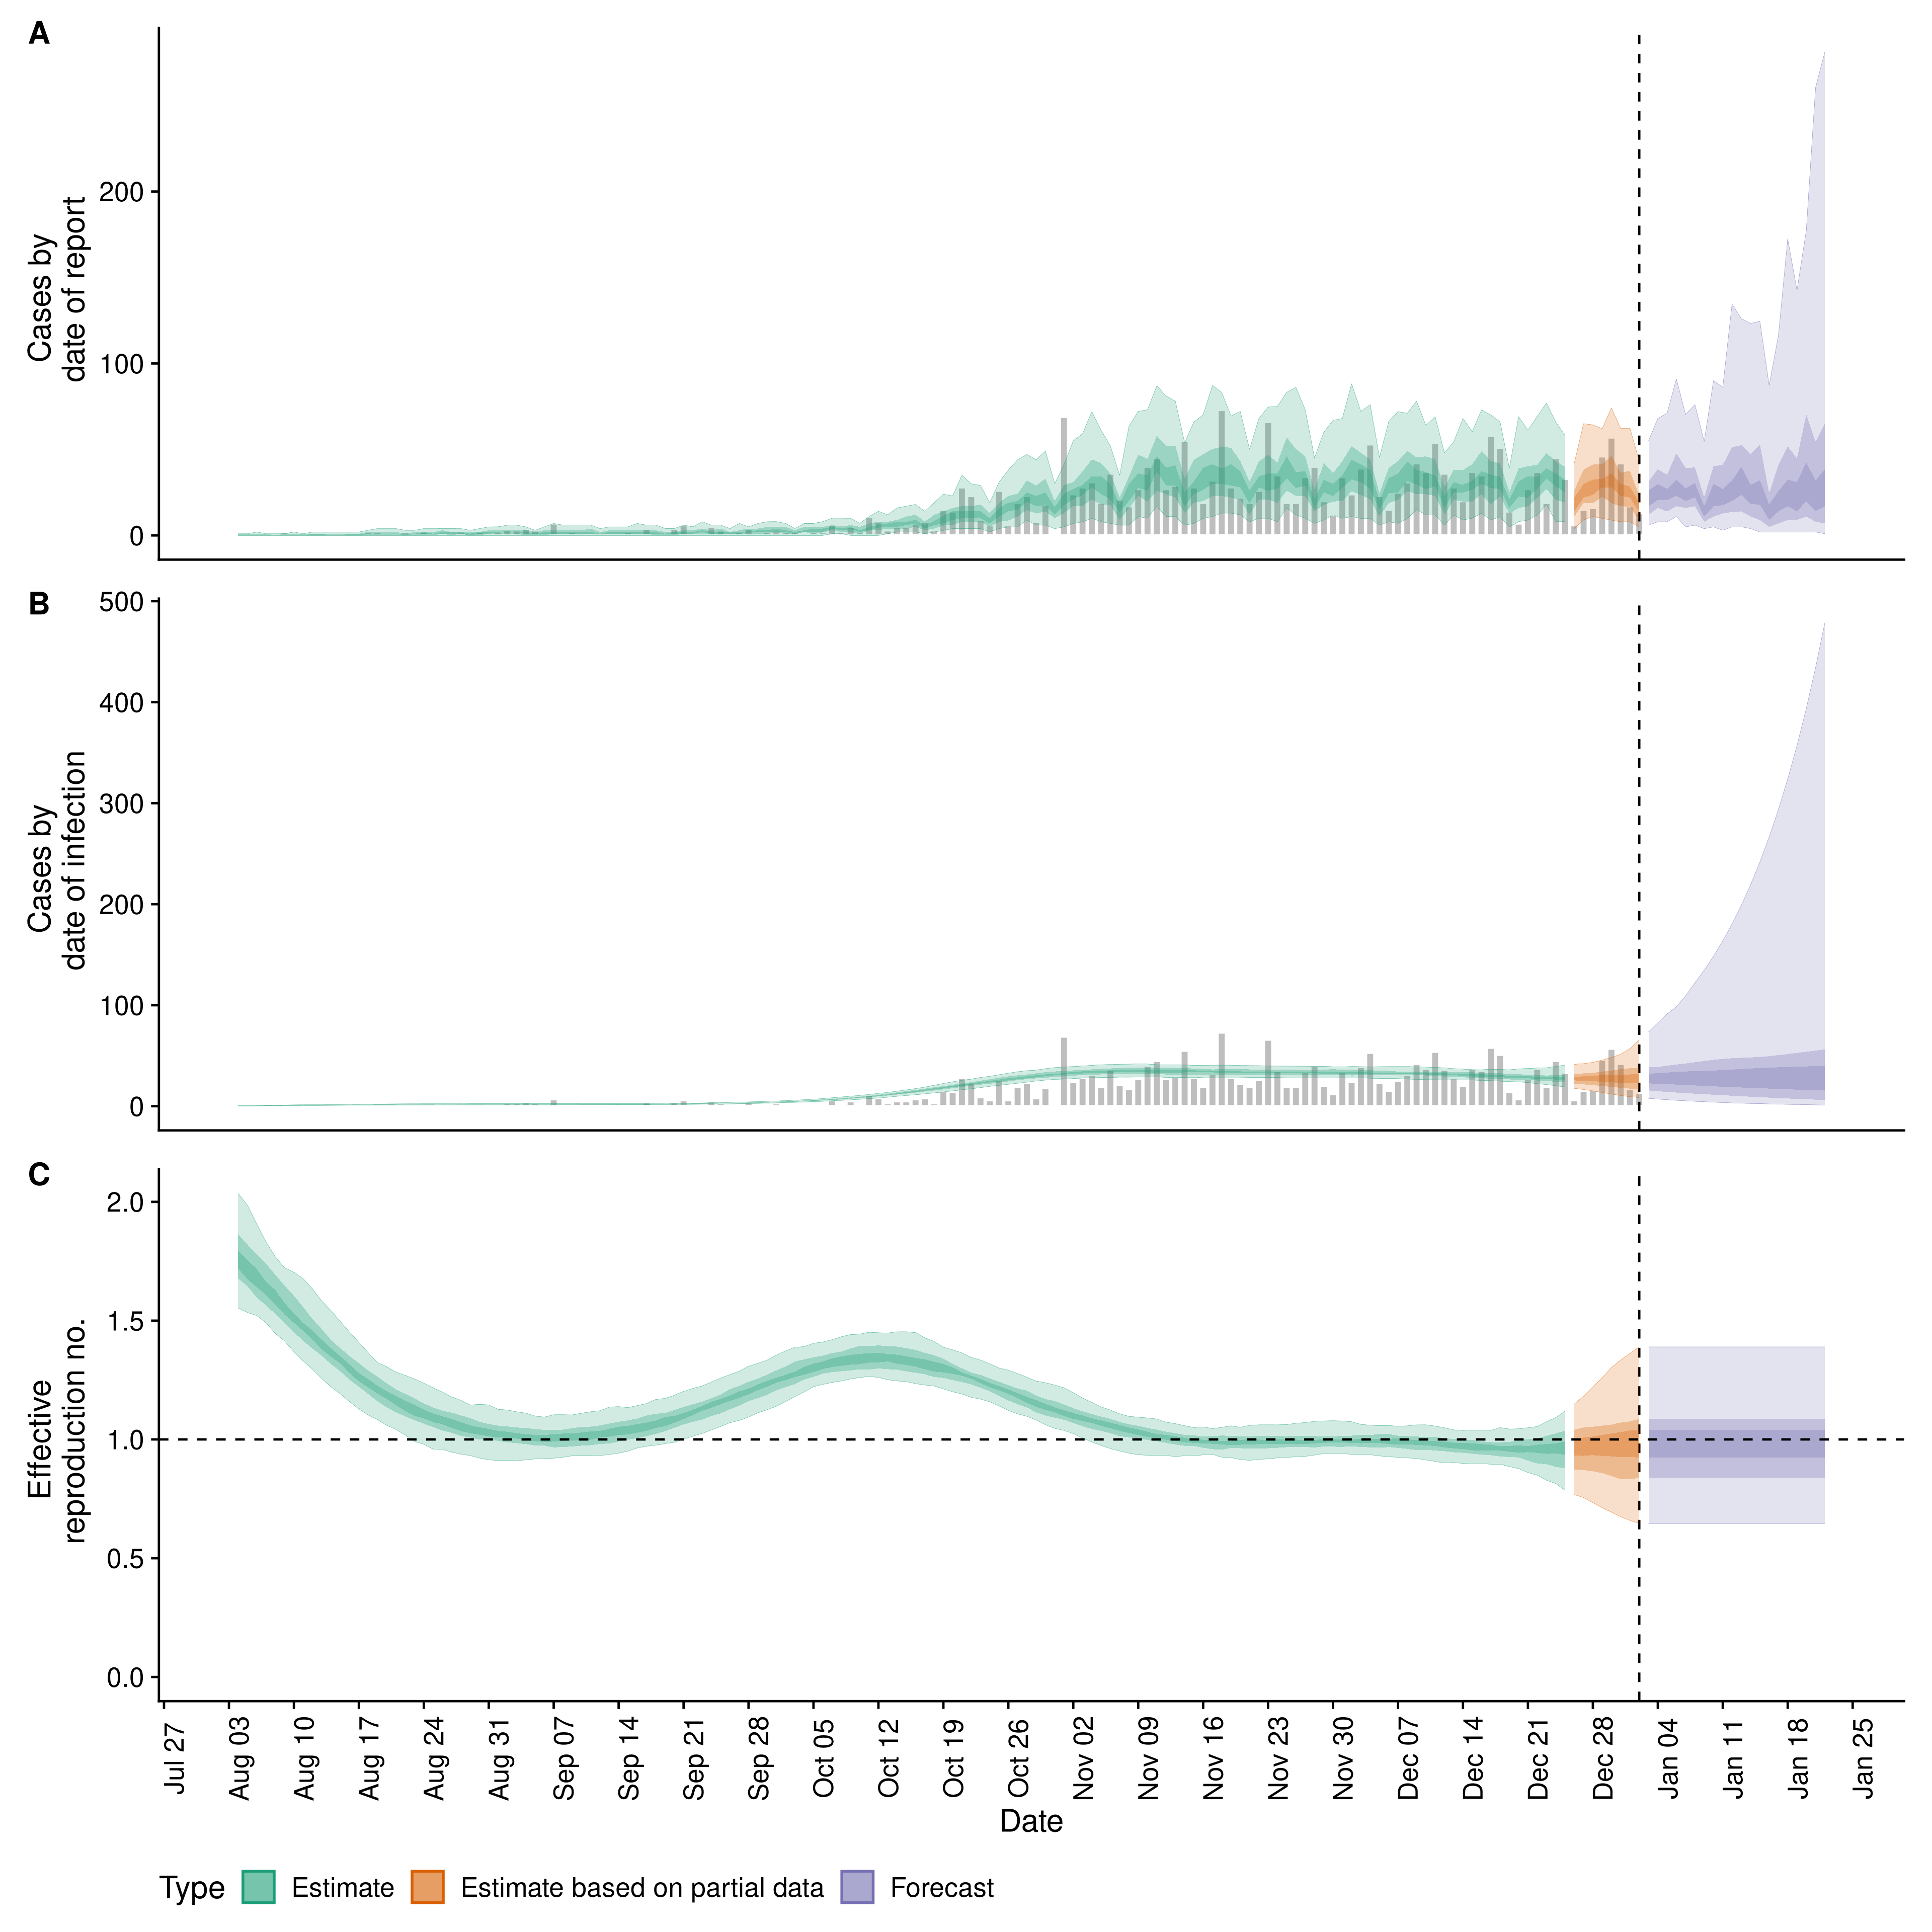 A
Cases by
date of report
200
100
0
B
Cases by
date of infection
500
400
300
200
100
0
C
Effective
reproduction no.
2.0
1.5
1.0
0.5
0.0
Jul 27
Aug 03
Aug 10
Aug 17
Aug 24
Aug 31
Sep 07
Sep 14
Sep 21
Sep 28
Oct 05
Oct 12
Oct 19
Oct 26
Nov 02
Nov 09
Nov 16
Nov 23
Nov 30
Dec 07
Dec 14
Dec 21
Dec 28
Jan 04
Jan 11
Jan 18
Jan 25
Date
Type Estimate Estimate based on partial data Forecast